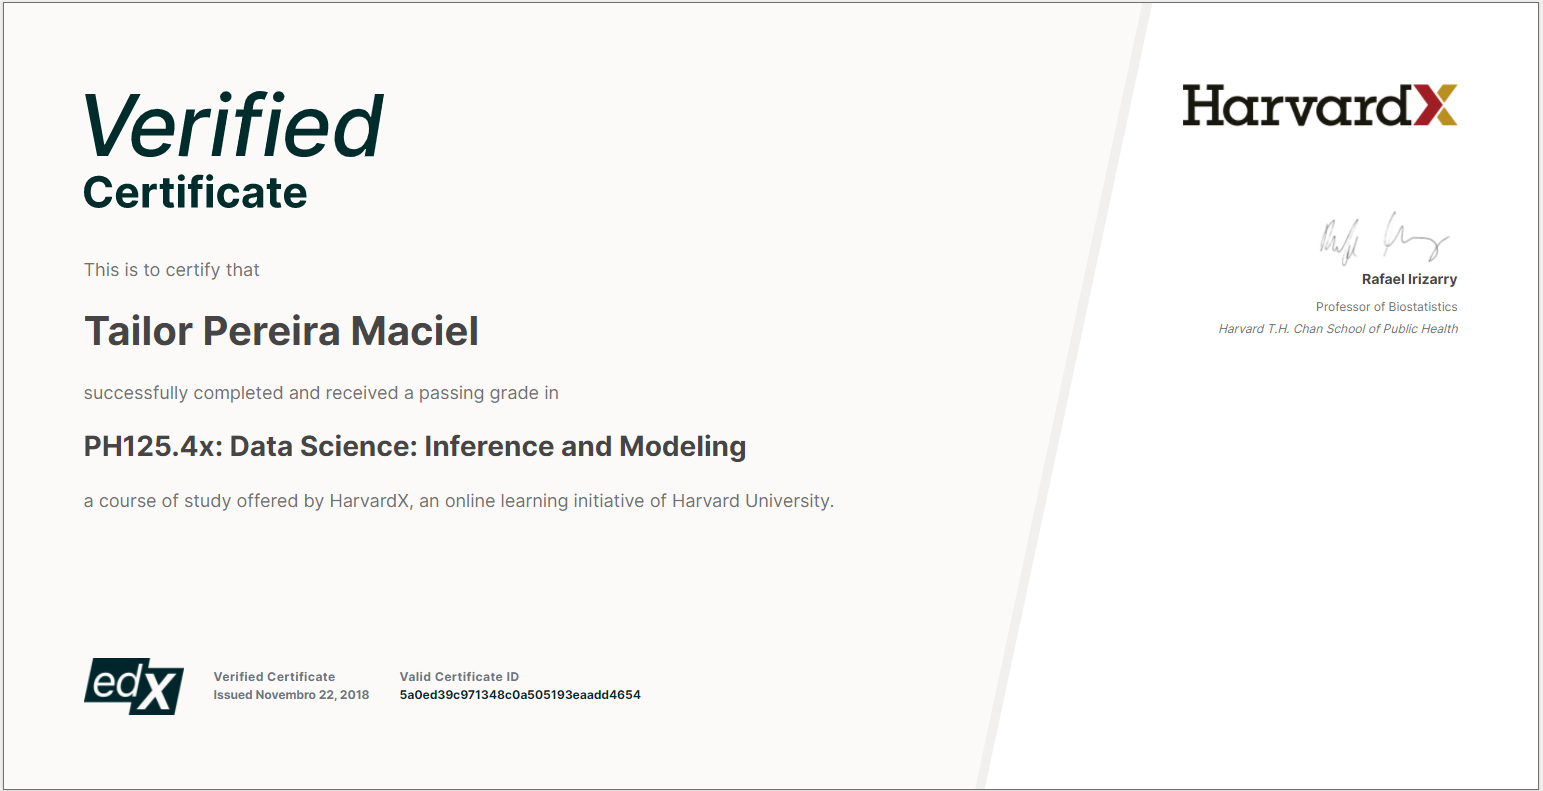 Verified
Certificate
This is to certify that
Tailor Pereira Maciel
successfully completed and received a passing grade in
PH125.4x: Data Science: Inference and Modeling
a course of study offered by HarvardX, an online learning initiative of Harvard University.
edX
Verified Certificate
Issued Novembro 22, 2018
Valid Certificate ID
5a0ed39c971348c0a505193eaadd4654
HarvardX
Rafael Irizarry
Professor of Biostatistics
Harvard T.H. Chan School of Public Health